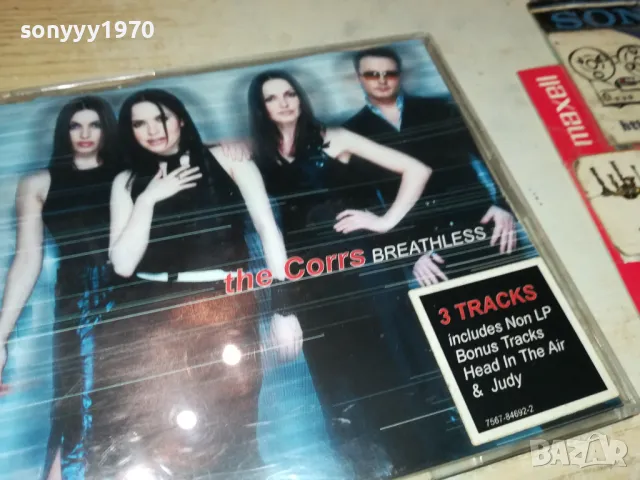 sonyyy1970
SONY
maxell
the Corrs BREATHLESS
3 TRACKS
includes Non LP
Bonus Tracks
Head In The Air
& Judy
7567-84692-2
BAZAR